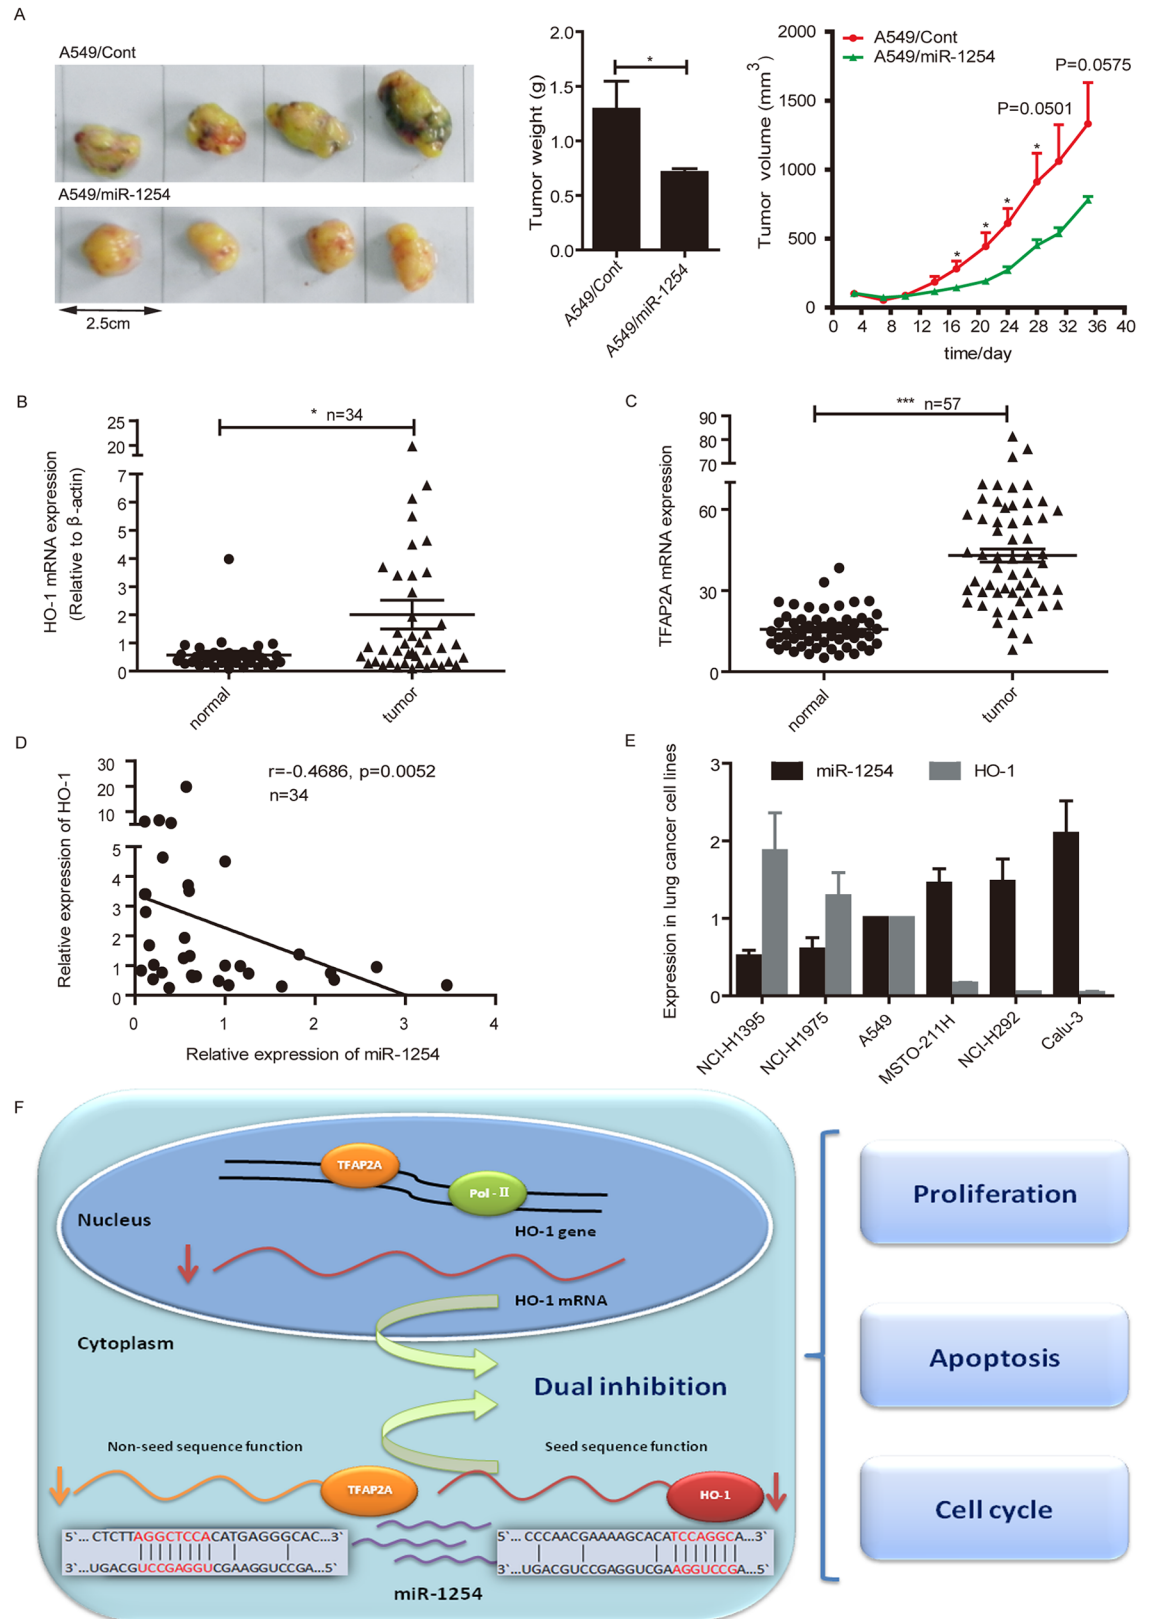 A
A549/Cont
A549/miR-1254
2.5cm
Tumor weight (g)
2.0
1.5
1.0
0.5
0.0
*
A549/Cont
A549/miR-1254
Tumor volume (mm³)
2000
1500
1000
500
0
A549/Cont
A549/miR-1254
P=0.0575
P=0.0501
*
*
*
*
0 4 8 12 16 20 24 28 32 36 40
time/day
B
HO-1 mRNA expression
(Relative to β-actin)
25
20
7
6
5
4
3
2
1
0
* n=34
normal
tumor
C
TFAP2A mRNA expression
90
80
70
60
30
0
*** n=57
normal
tumor
D
Relative expression of HO-1
30
20
10
5
4
3
2
1
0
r=-0.4686, p=0.0052
n=34
0 1 2 3 4
Relative expression of miR-1254
E
Expression in lung cancer cell lines
3
2
1
0
miR-1254
HO-1
NCI-H1395
NCI-H1975
A549
MSTO-211H
NCI-H292
Calu-3
F
TFAP2A
Pol-II
Nucleus
HO-1 gene
HO-1 mRNA
Cytoplasm
Dual inhibition
Non-seed sequence function
Seed sequence function
TFAP2A
HO-1
5`... CTCTTAGGCTCCACATGAGGGCAC...3`
3`...UGACGUCCGAGGUCGAAGGUCCGA...5`
5`... CCCAACGAAAAGCACATCCAGGCA...3`
3`...UGACGUCCGAGGUCGAAGGUCCGA...5`
miR-1254
Proliferation
Apoptosis
Cell cycle